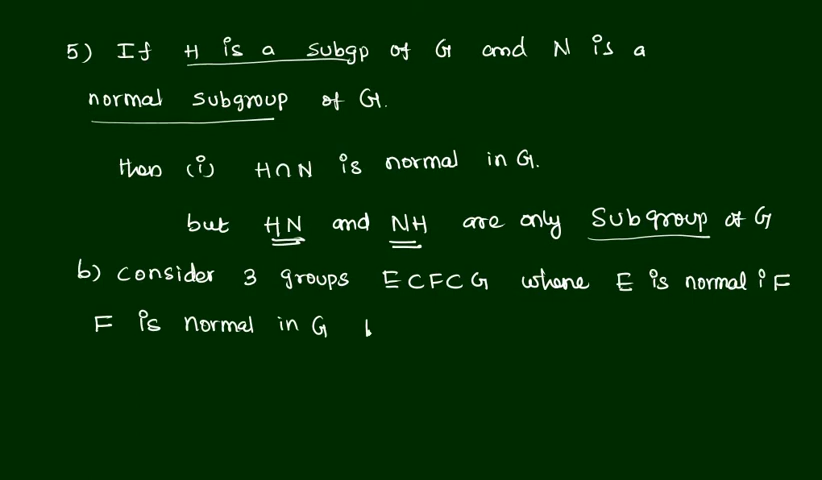 5) If H is a subgp of G and N is a
normal subgroup of G.
then (i) H∩N is normal in G.
but HN and NH are only Subgroup of G
6) Consider 3 groups E⊂F⊂G where E is normal i F
F is normal in G